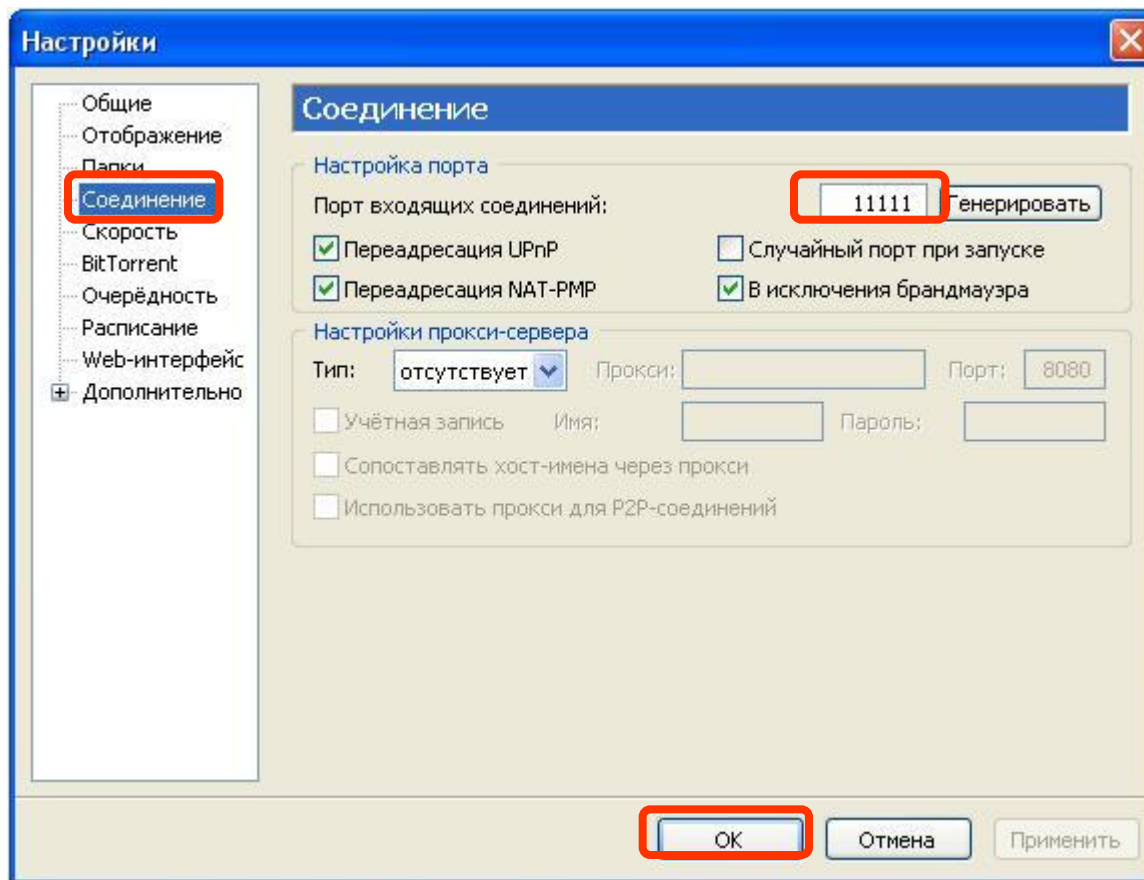 Настройки
Общие
Отображение
Папки
Соединение
Скорость
BitTorrent
Очерёдность
Расписание
Web-интерфейс
Дополнительно
Соединение
Настройка порта
Порт входящих соединений: 11111 Генерировать
Переадресация UPnP Случайный порт при запуске
Переадресация NAT-PMP В исключения брандмауэра
Настройки прокси-сервера
Тип: отсутствует Прокси: Порт: 8080
Учётная запись Имя: Пароль:
Сопоставлять хост-имена через прокси
Использовать прокси для P2P-соединений
OK Отмена Применить